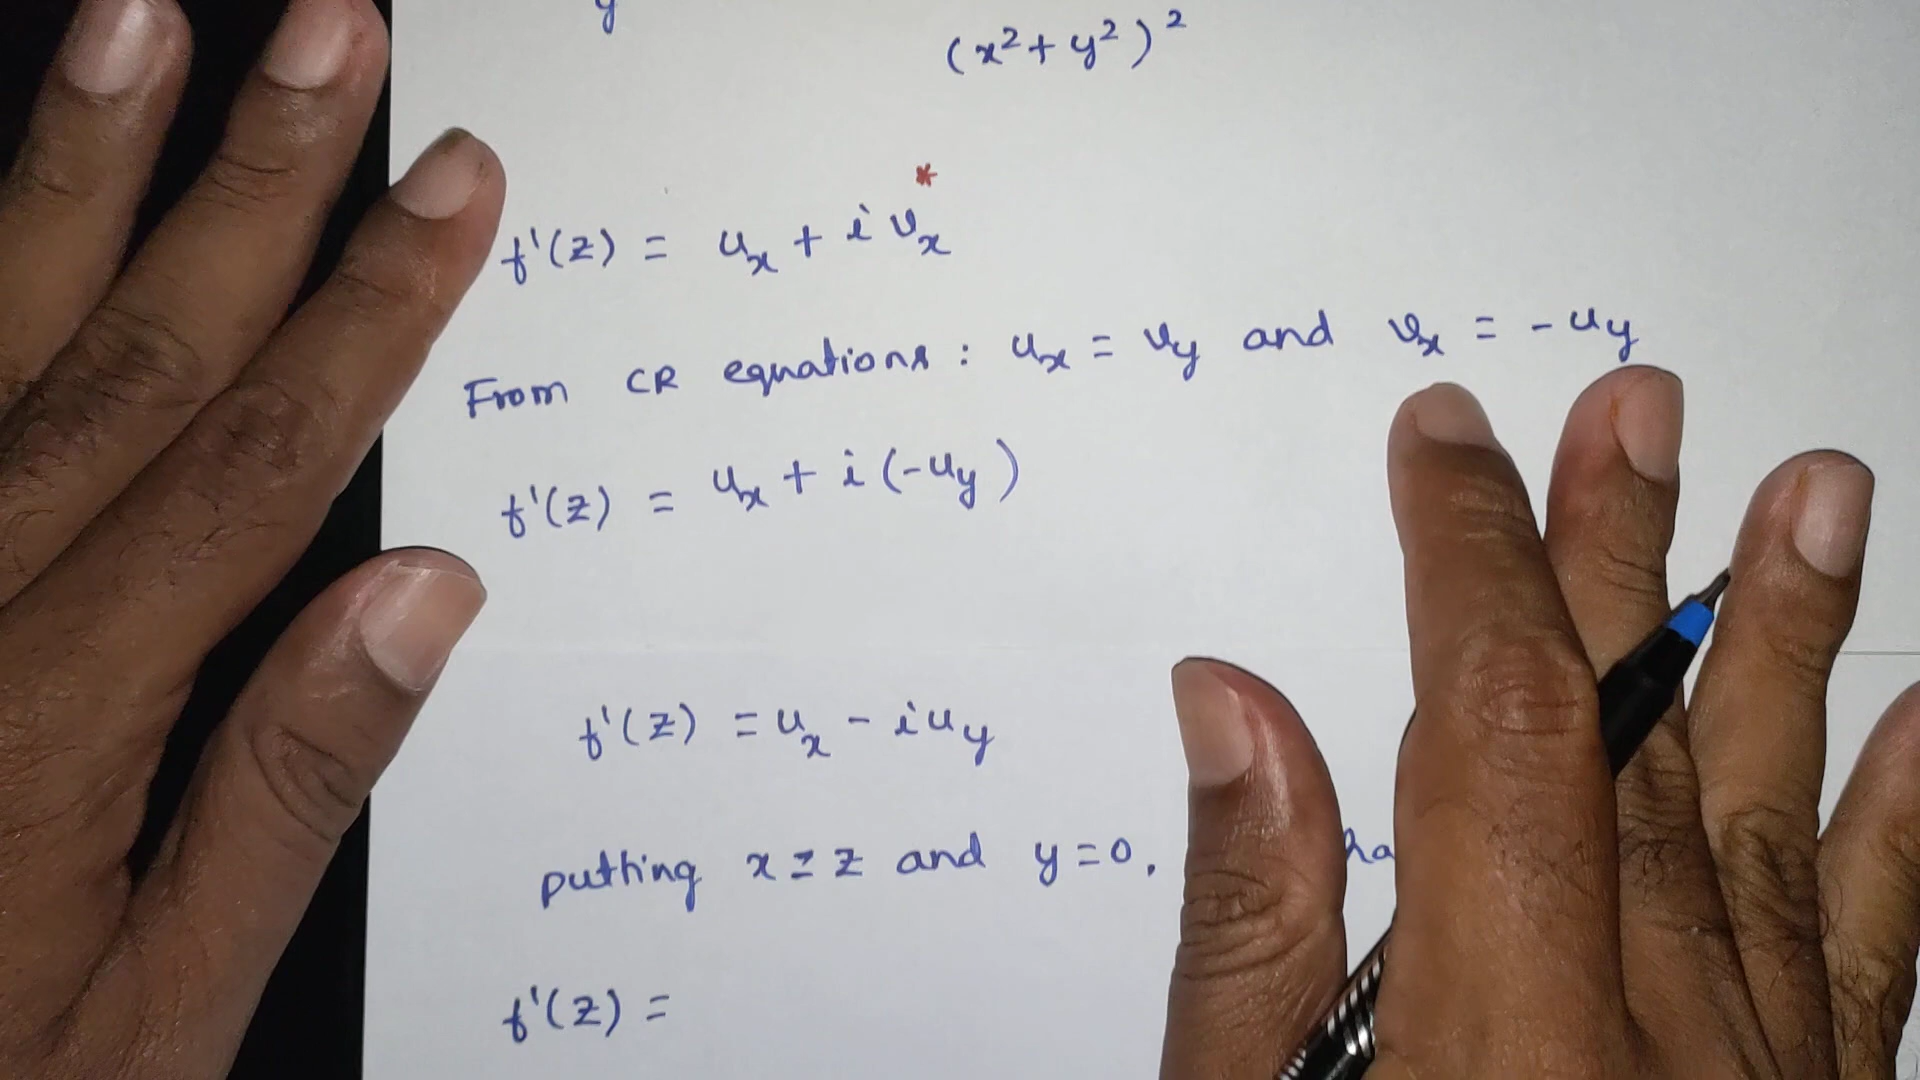 y
(x²+y²)²
*
f'(z) = uₓ + i vₓ
From CR equations : uₓ = v_y and vₓ = - u_y
f'(z) = uₓ + i (-u_y)
f'(z) = uₓ - i u_y
putting x = z and y = 0,
f'(z) =